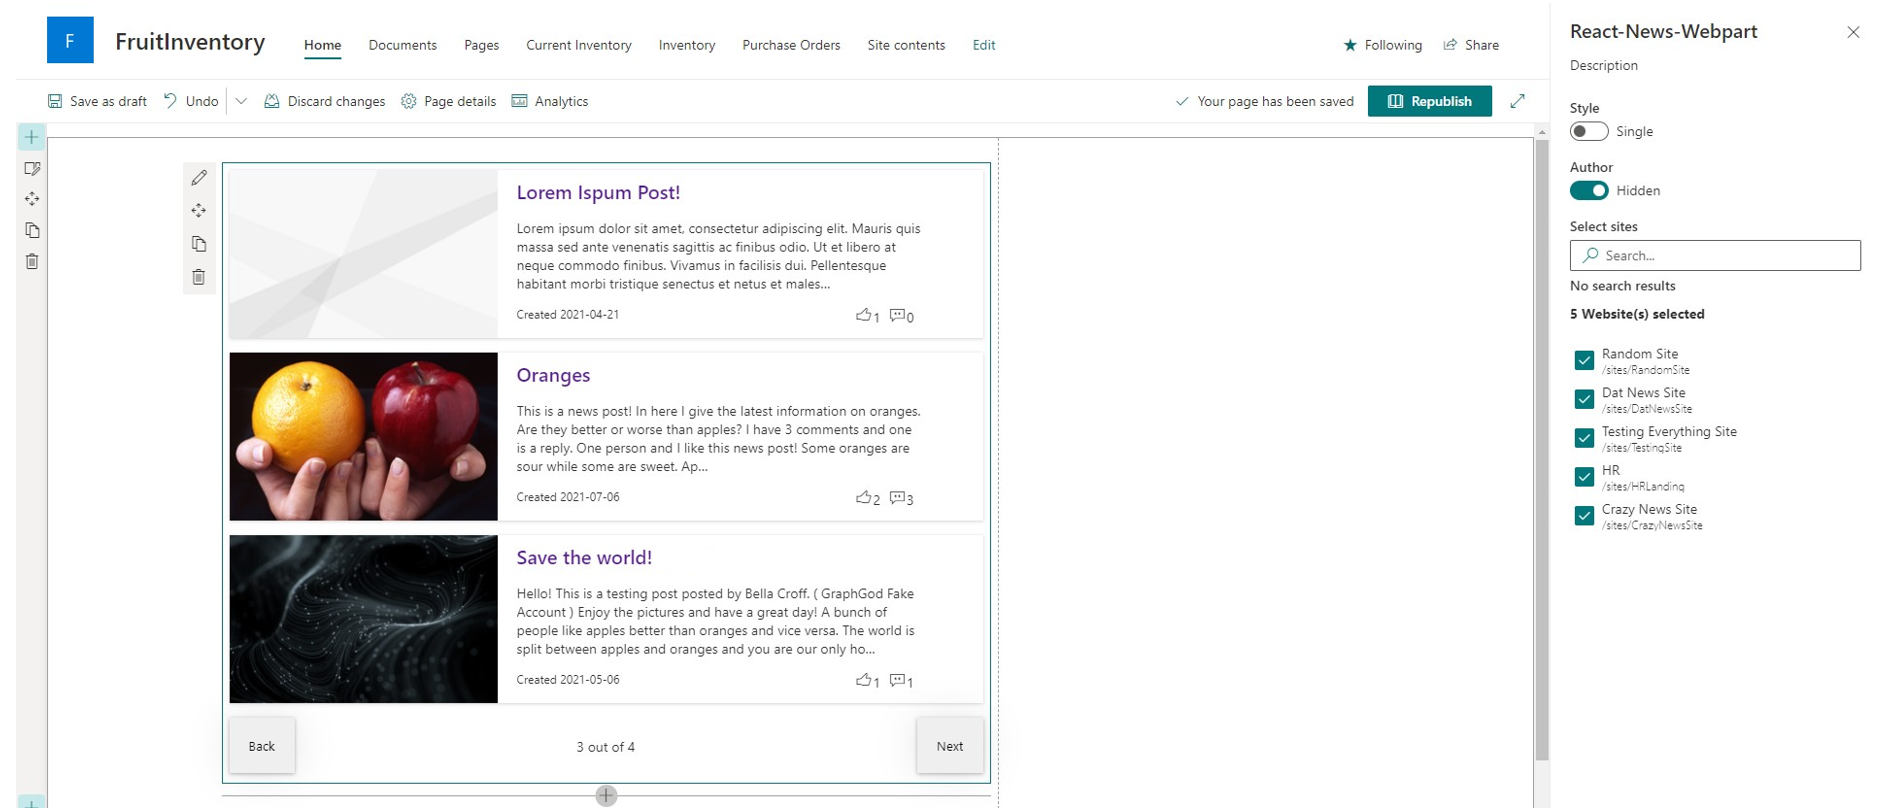 F
FruitInventory
Home
Documents
Pages
Current Inventory
Inventory
Purchase Orders
Site contents
Edit
Following
Share
Save as draft
Undo
Discard changes
Page details
Analytics
Your page has been saved
Republish
Lorem Ispum Post!
Lorem ipsum dolor sit amet, consectetur adipiscing elit. Mauris quis
massa sed ante venenatis sagittis ac finibus odio. Ut et libero at
neque commodo finibus. Vivamus in facilisis dui. Pellentesque
habitant morbi tristique senectus et netus et males...
Created 2021-04-21
1
0
Oranges
This is a news post! In here I give the latest information on oranges.
Are they better or worse than apples? I have 3 comments and one
is a reply. One person and I like this news post! Some oranges are
sour while some are sweet. Ap...
Created 2021-07-06
2
3
Save the world!
Hello! This is a testing post posted by Bella Croff. ( GraphGod Fake
Account ) Enjoy the pictures and have a great day! A bunch of
people like apples better than oranges and vice versa. The world is
split between apples and oranges and you are our only ho...
Created 2021-05-06
1
1
Back
3 out of 4
Next
React-News-Webpart
Description
Style
Single
Author
Hidden
Select sites
Search...
No search results
5 Website(s) selected
Random Site
/sites/RandomSite
Dat News Site
/sites/DatNewsSite
Testing Everything Site
/sites/TestingSite
HR
/sites/HRLanding
Crazy News Site
/sites/CrazyNewsSite